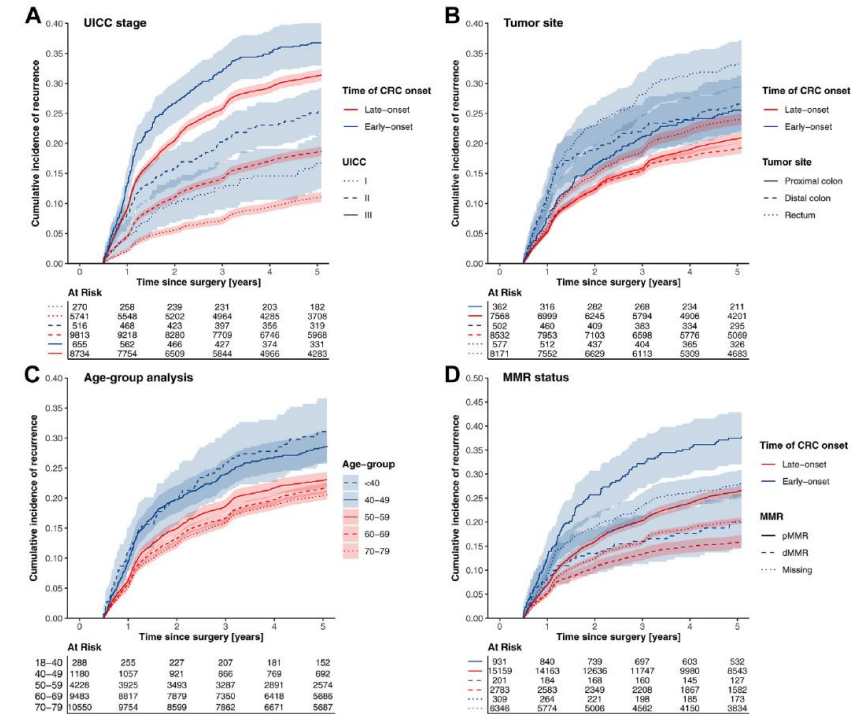 A
UICC stage
Cumulative incidence of recurrence
0.40
0.35
0.30
0.25
0.20
0.15
0.10
0.05
0.00
0 1 2 3 4 5
Time since surgery [years]
Time of CRC onset
Late-onset
Early-onset
UICC
I
II
III
At Risk
270 258 239 231 203 182
5741 5548 5202 4964 4285 3708
516 468 423 397 356 319
9813 9218 8280 7709 6746 5968
655 562 466 427 374 331
8734 7754 6509 5844 4966 4283
B
Tumor site
Cumulative incidence of recurrence
0.40
0.35
0.30
0.25
0.20
0.15
0.10
0.05
0.00
0 1 2 3 4 5
Time since surgery [years]
Time of CRC onset
Late-onset
Early-onset
Tumor site
Proximal colon
Distal colon
Rectum
At Risk
362 316 282 268 234 211
7568 6999 6245 5794 4906 4201
502 460 409 383 334 295
8532 7953 7103 6598 5776 5069
577 512 437 404 365 326
8171 7552 6629 6113 5309 4683
C
Age-group analysis
Cumulative incidence of recurrence
0.40
0.35
0.30
0.25
0.20
0.15
0.10
0.05
0.00
0 1 2 3 4 5
Time since surgery [years]
Age-group
<40
40-49
50-59
60-69
70-79
At Risk
18-40 288 255 227 207 181 152
40-49 1180 1057 921 866 769 692
50-59 4228 3925 3493 3287 2891 2574
60-69 9483 8817 7879 7350 6418 5686
70-79 10550 9754 8599 7862 6671 5687
D
MMR status
Cumulative incidence of recurrence
0.50
0.45
0.40
0.35
0.30
0.25
0.20
0.15
0.10
0.05
0.00
0 1 2 3 4 5
Time since surgery [years]
Time of CRC onset
Late-onset
Early-onset
MMR
pMMR
dMMR
Missing
At Risk
931 840 739 697 603 532
15159 14163 12636 11747 9980 8543
201 184 168 160 145 127
2783 2583 2349 2208 1867 1582
309 264 221 198 185 173
6346 5774 5006 4562 4150 3834